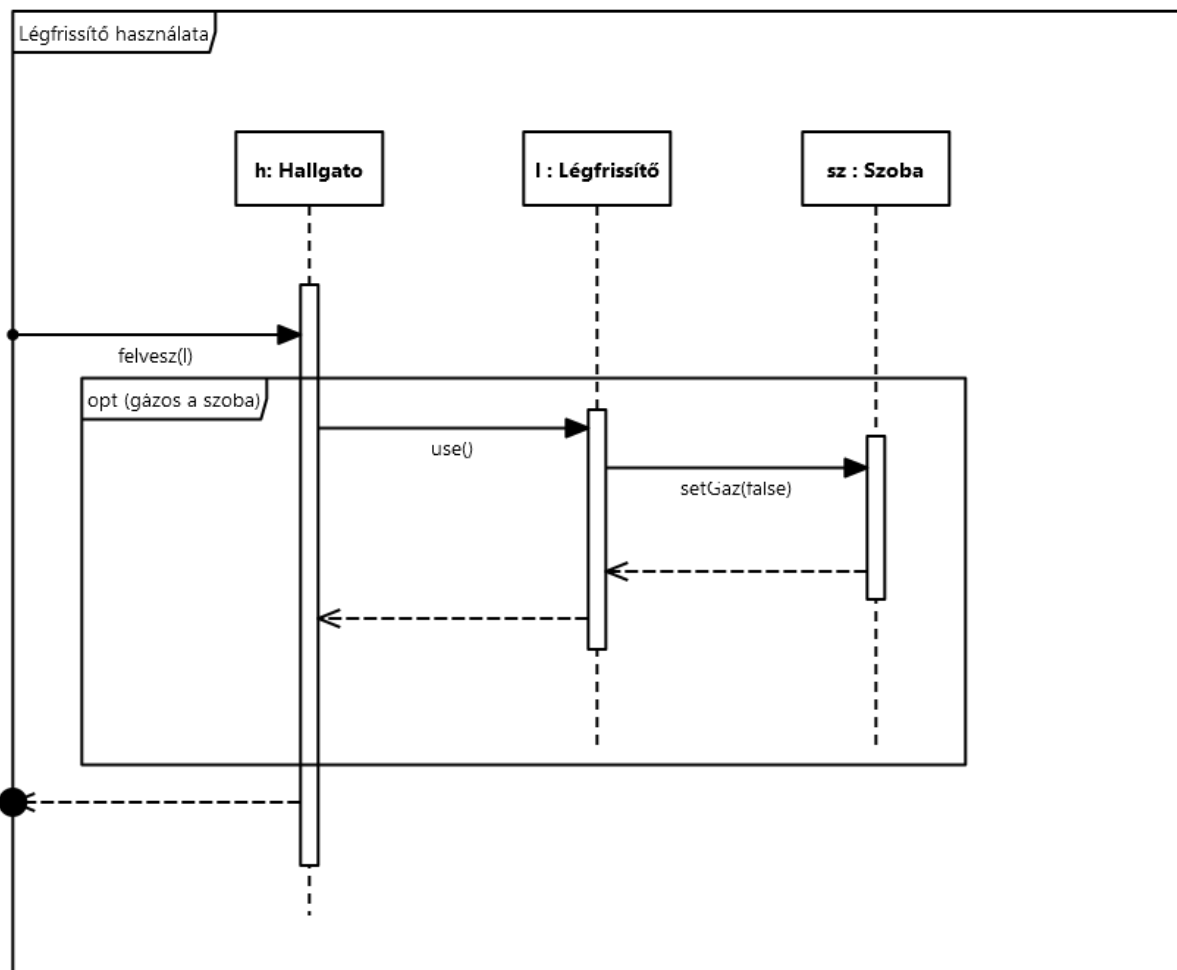 Légfrissítő használata
h: Hallgato
l : Légfrissítő
sz : Szoba
felvesz(l)
opt (gázos a szoba)
use()
setGaz(false)